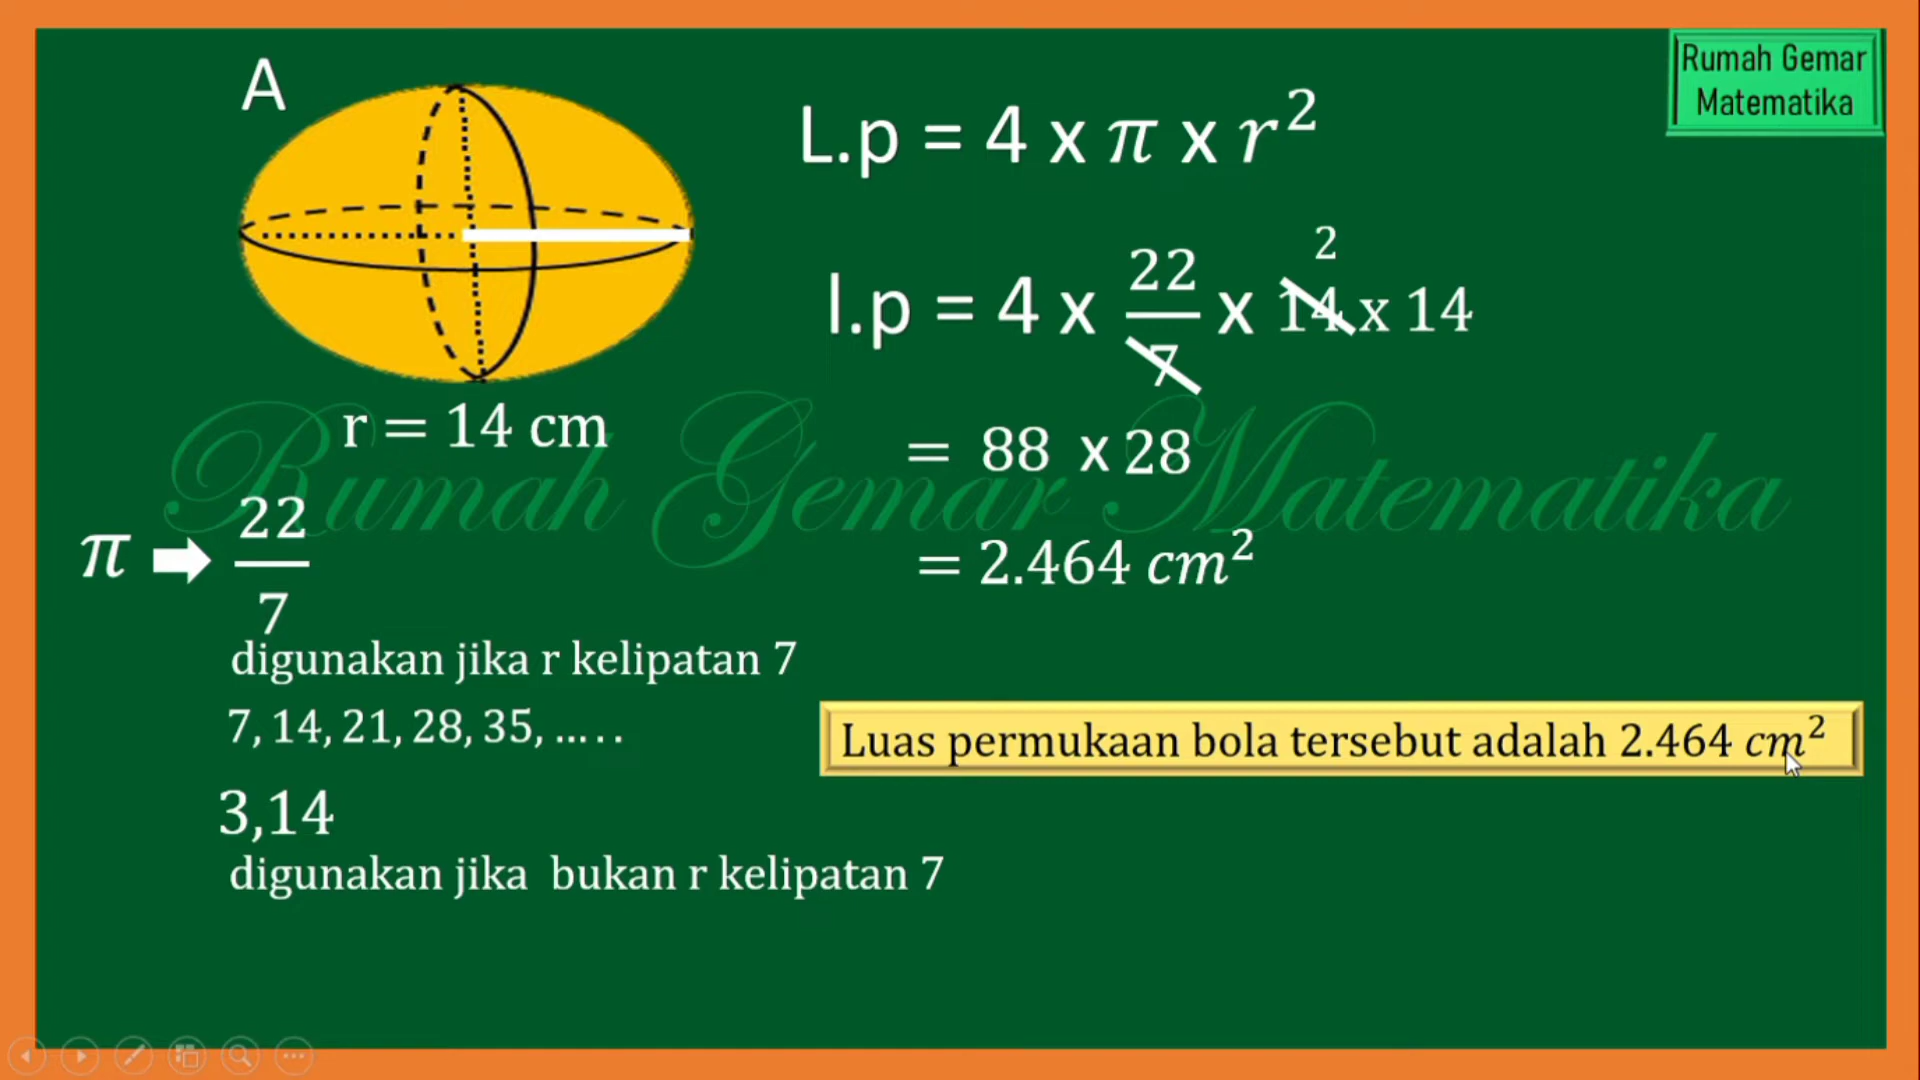 Rumah Gemar
Matematika
A
r = 14 cm
L.p = 4 x π x r²
l.p = 4 x 22/7 x 14 x 14
2
= 88 x 28
= 2.464 cm²
Rumah Gemar Matematika
π ➡ 22/7
digunakan jika r kelipatan 7
7, 14, 21, 28, 35, ... . .
3,14
digunakan jika bukan r kelipatan 7
Luas permukaan bola tersebut adalah 2.464 cm²